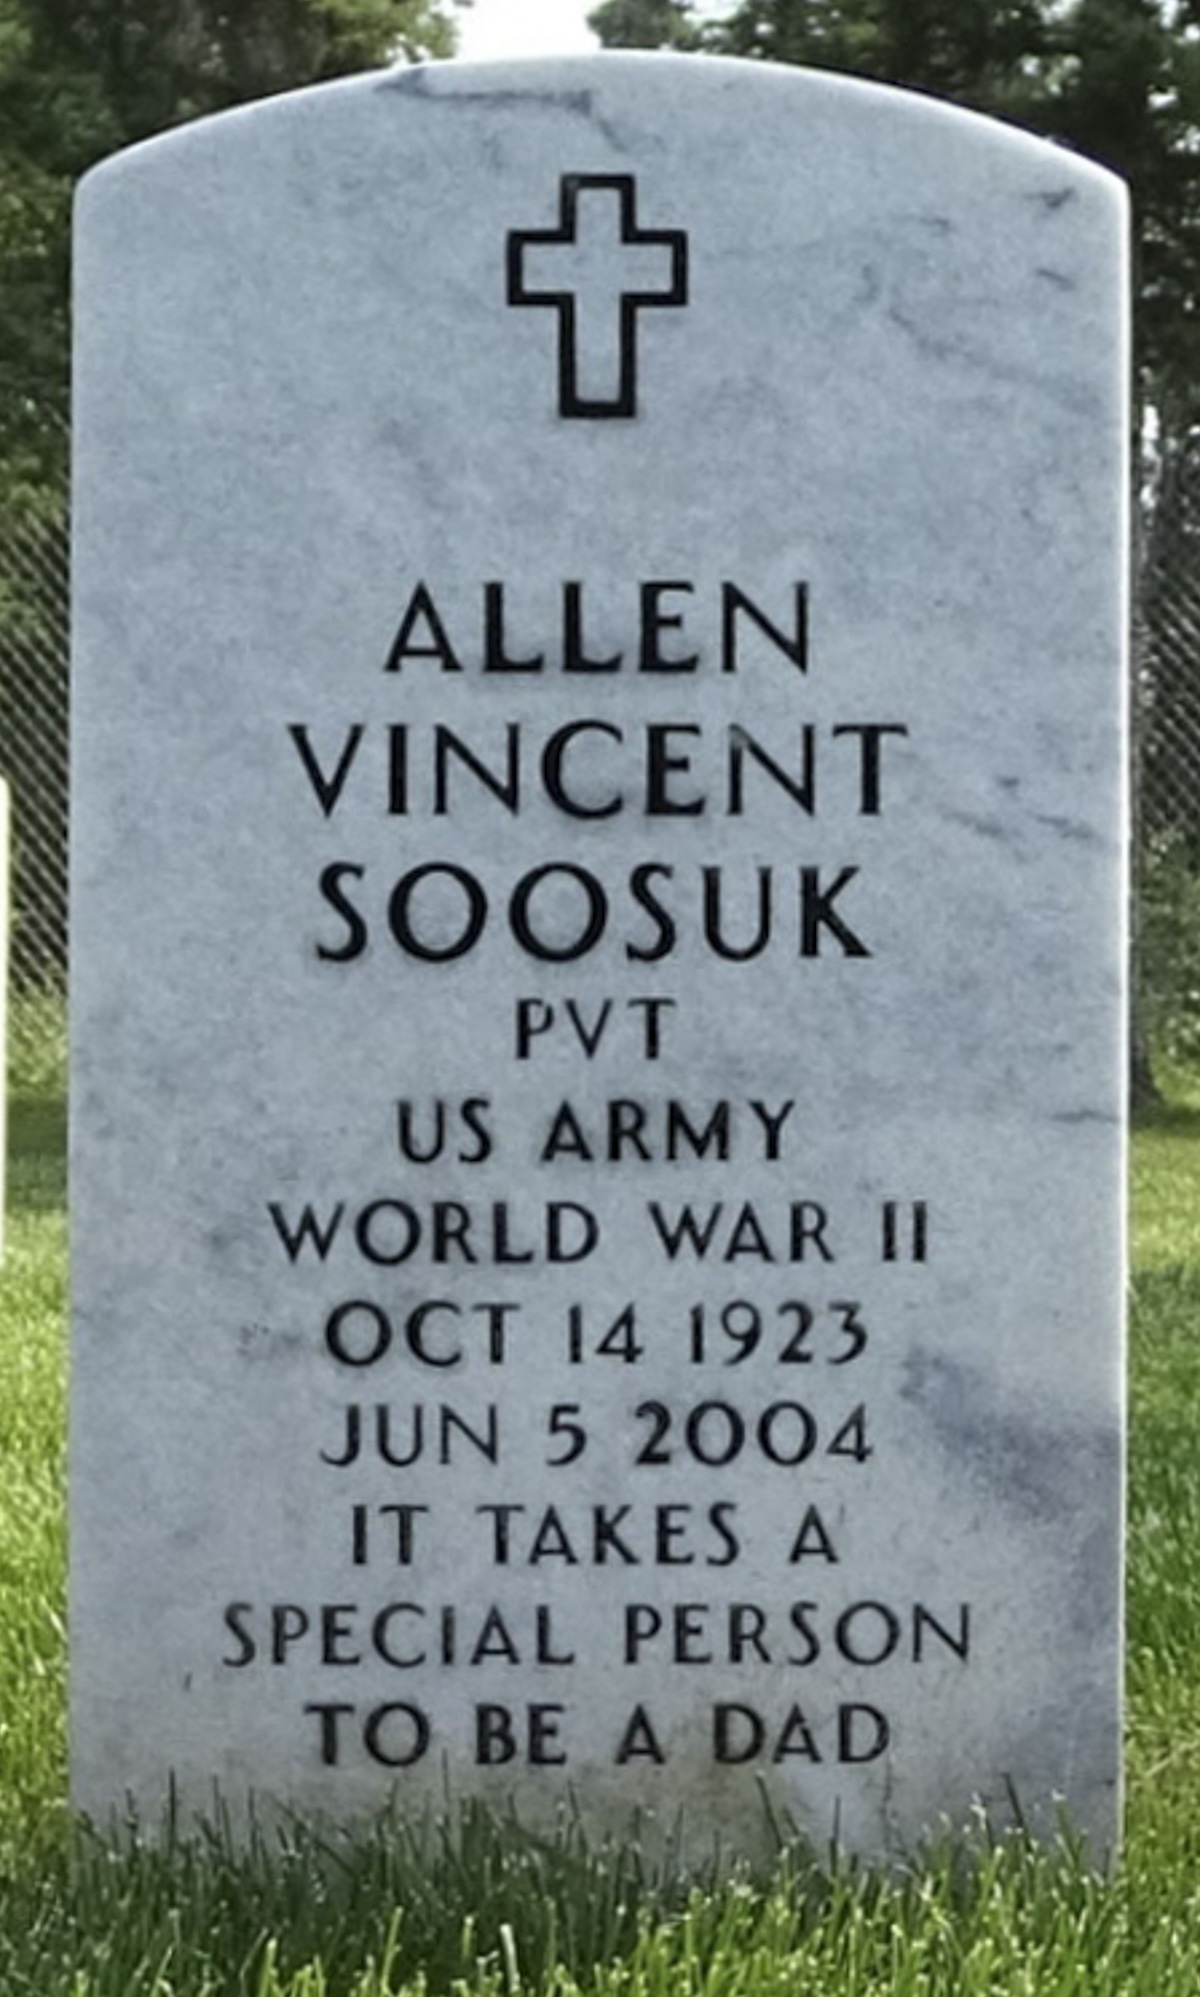 ALLEN
VINCENT
SOOSUK
PVT
US ARMY
WORLD WAR II
OCT 14 1923
JUN 5 2004
IT TAKES A
SPECIAL PERSON
TO BE A DAD